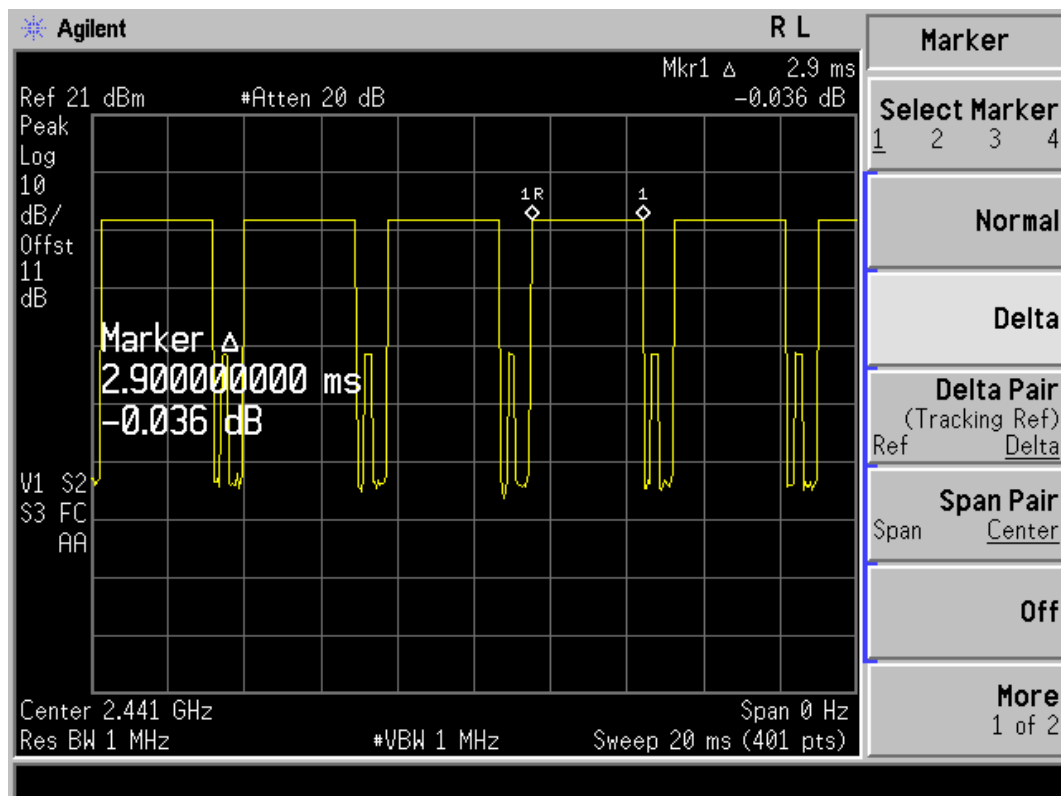 Agilent
R L
Marker
Mkr1 Δ 2.9 ms
Ref 21 dBm #Atten 20 dB -0.036 dB
Peak
Log
10
dB/
Offst
11
dB
1R
1
Marker Δ
2.900000000 ms
-0.036 dB
V1 S2
S3 FC
AA
Center 2.441 GHz Span 0 Hz
Res BW 1 MHz #VBW 1 MHz Sweep 20 ms (401 pts)
Select Marker
1 2 3 4
Normal
Delta
Delta Pair
(Tracking Ref)
Ref Delta
Span Pair
Span Center
Off
More
1 of 2